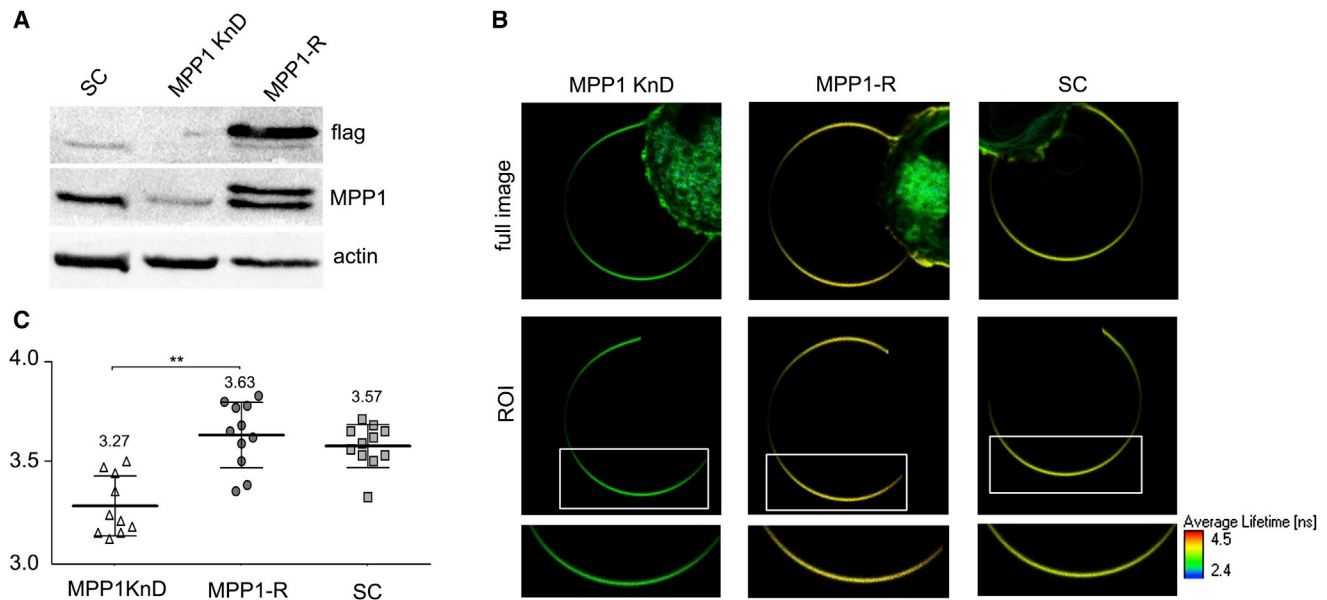 A
SC
MPP1 KnD
MPP1-R
flag
MPP1
actin
B
MPP1 KnD
MPP1-R
SC
full image
ROI
Average Lifetime [ns]
4.5
2.4
C
4.0
3.5
3.0
**
3.27
3.63
3.57
MPP1KnD
MPP1-R
SC